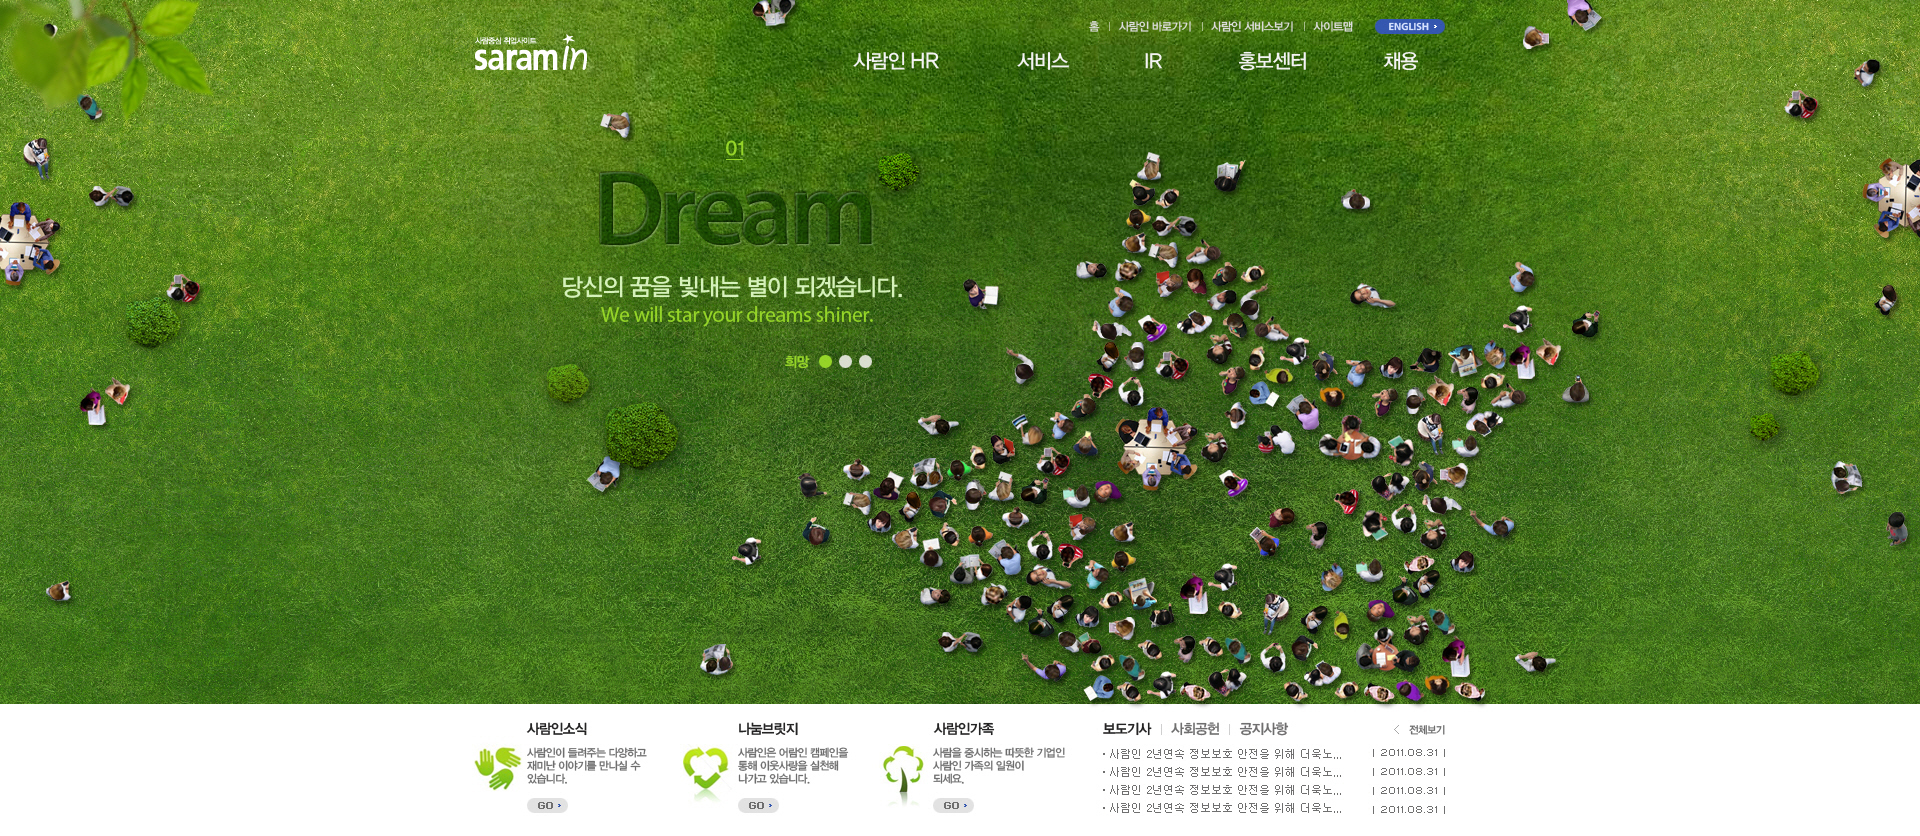 홈 | 사람인 바로가기 | 사람인 서비스보기 | 사이트맵
ENGLISH
사람중심 취업사이트
saramin
사람인 HR 서비스 IR 홍보센터 채용
01
Dream
당신의 꿈을 빛내는 별이 되겠습니다.
We will star your dreams shiner.
희망
사람인소식
사람인이 들려주는 다양하고
재미난 이야기를 만나실 수
있습니다.
GO
나눔브릿지
사람인은 어람인 캠페인을
통해 이웃사랑을 실천해
나가고 있습니다.
GO
사람인가족
사람을 중시하는 따뜻한 기업인
사람인 가족의 일원이
되세요.
GO
보도기사 | 사회공헌 | 공지사항
전체보기
· 사람인 2년연속 정보보호 안전을 위해 더욱노... | 2011.08.31 |
· 사람인 2년연속 정보보호 안전을 위해 더욱노... | 2011.08.31 |
· 사람인 2년연속 정보보호 안전을 위해 더욱노... | 2011.08.31 |
· 사람인 2년연속 정보보호 안전을 위해 더욱노... | 2011.08.31 |